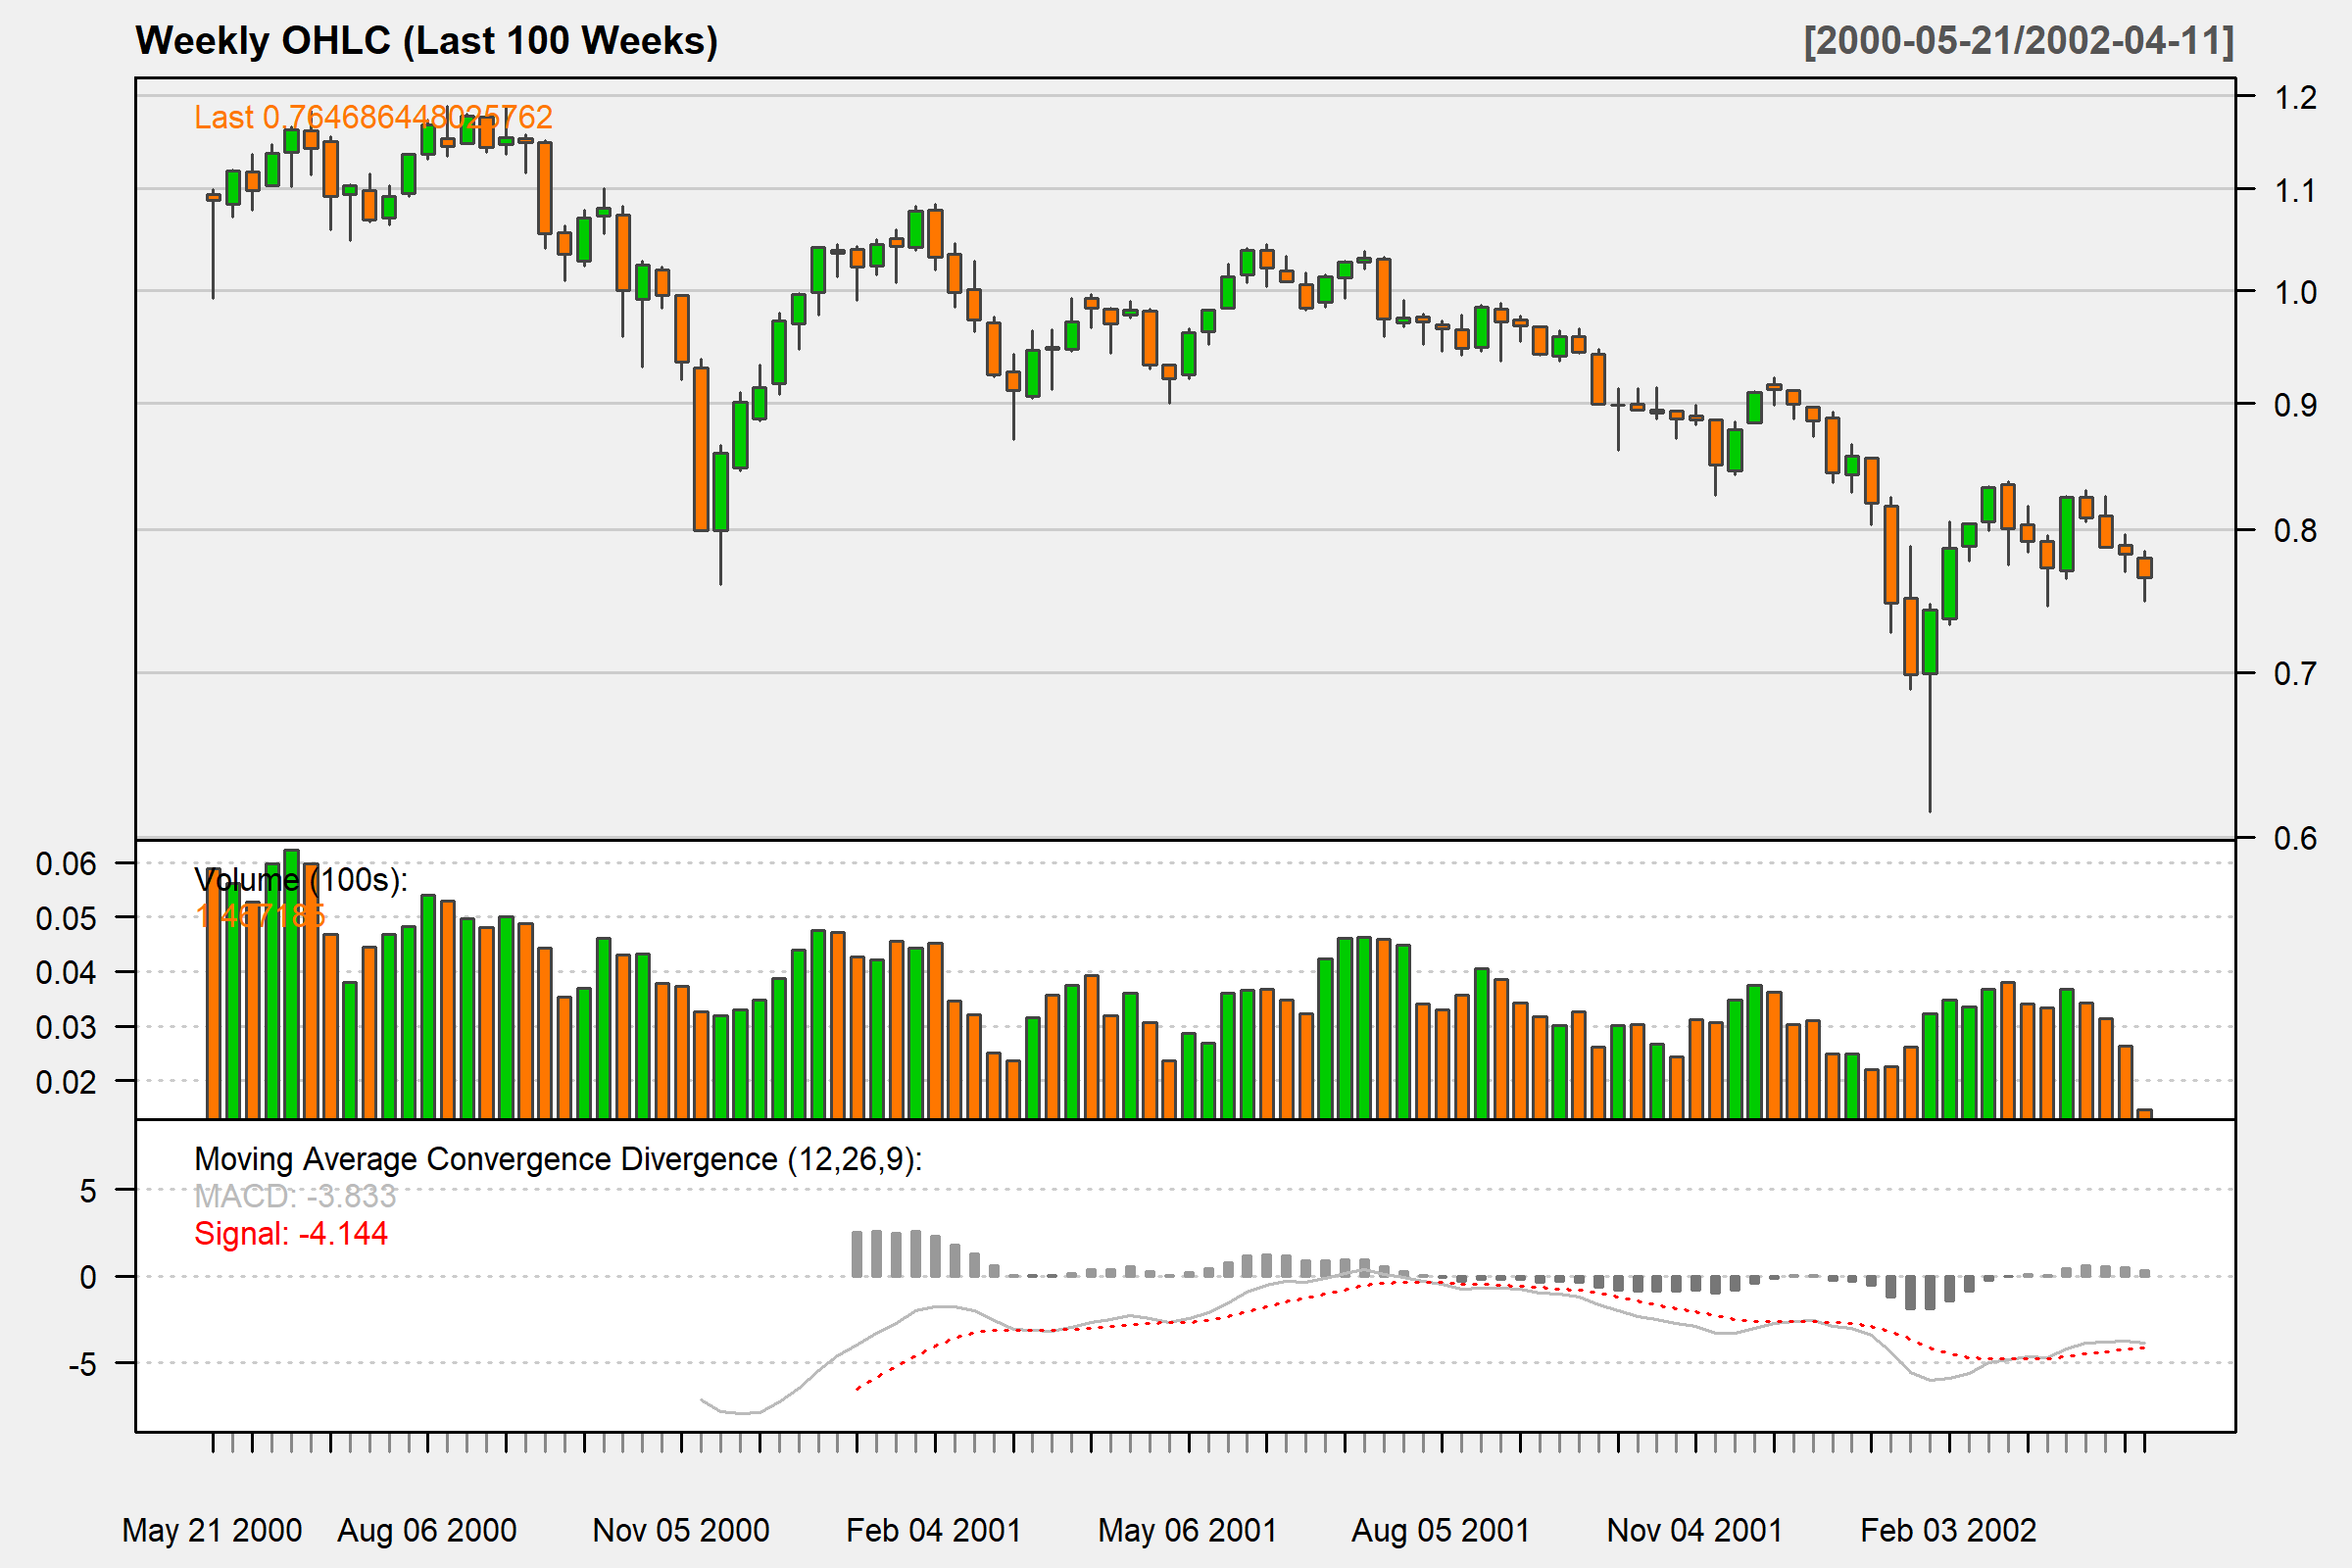 Weekly OHLC (Last 100 Weeks)
[2000-05-21/2002-04-11]
Last 0.764686448025762
1.2
1.1
1.0
0.9
0.8
0.7
0.6
Volume (100s):
1.467185
0.06
0.05
0.04
0.03
0.02
Moving Average Convergence Divergence (12,26,9):
MACD: -3.833
Signal: -4.144
5
0
-5
May 21 2000 Aug 06 2000 Nov 05 2000 Feb 04 2001 May 06 2001 Aug 05 2001 Nov 04 2001 Feb 03 2002